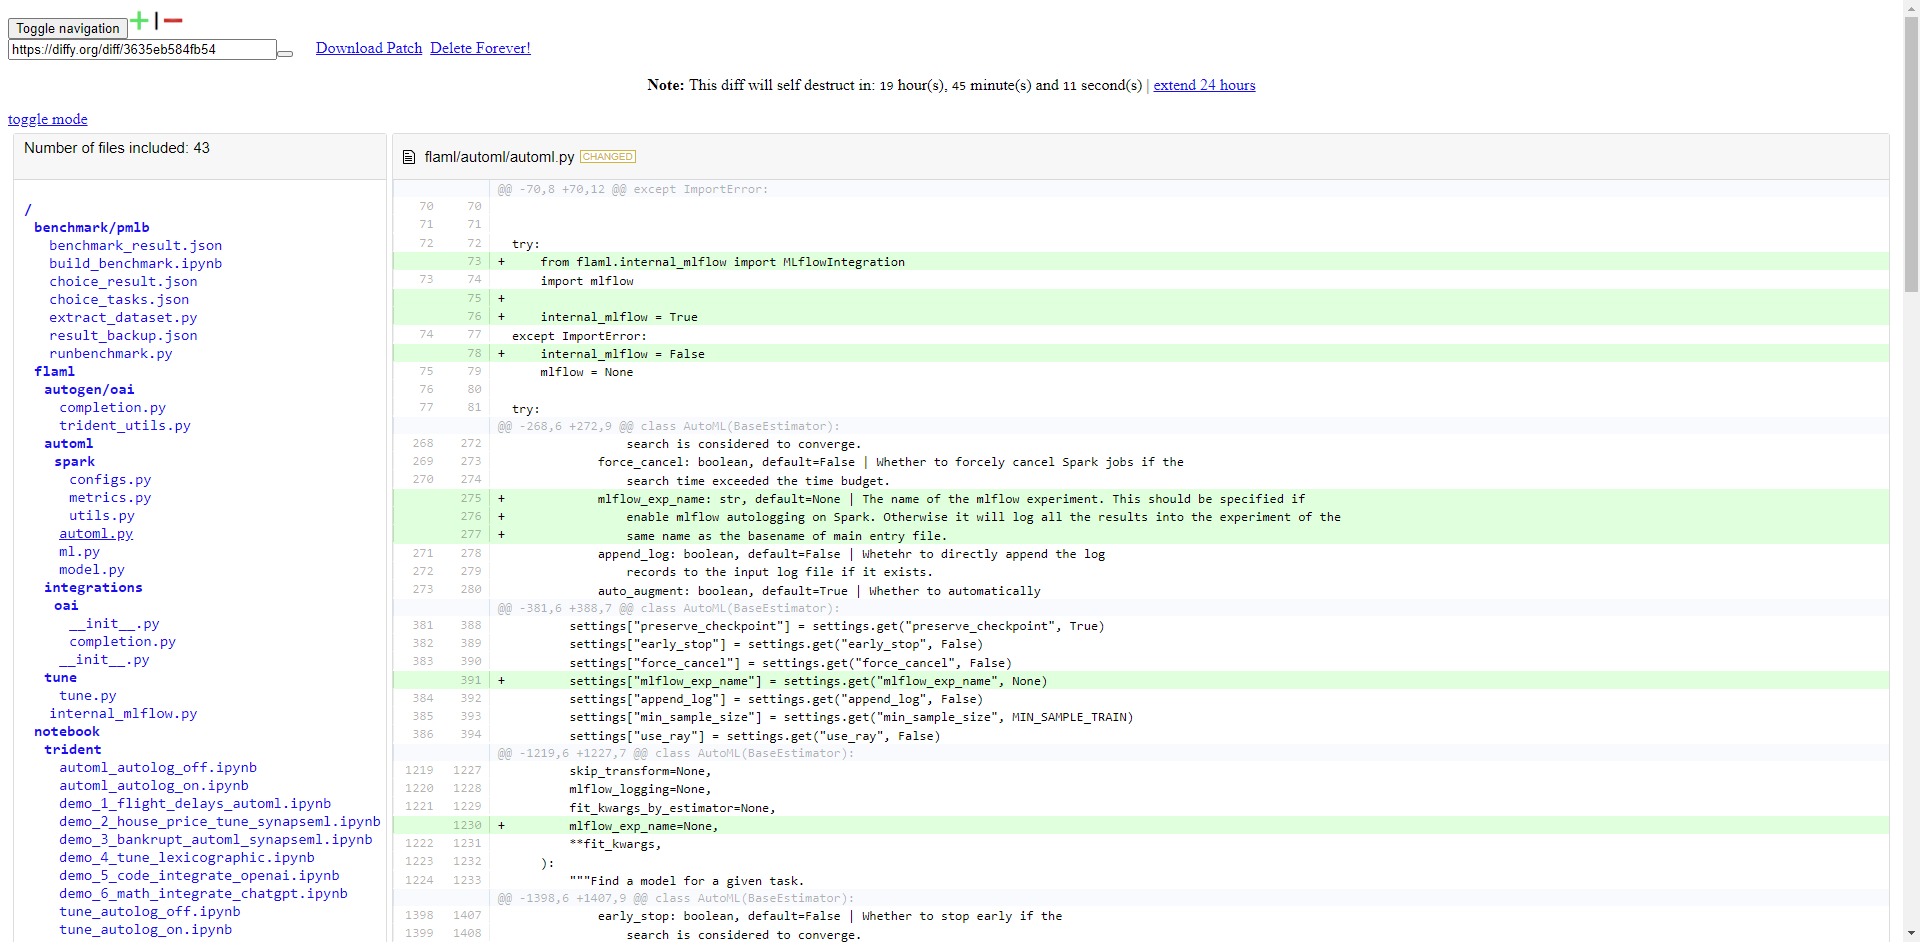 Toggle navigation
https://diffy.org/diff/3635eb584fb54
Download Patch Delete Forever!
Note: This diff will self destruct in: 19 hour(s), 45 minute(s) and 11 second(s) | extend 24 hours
toggle mode
Number of files included: 43
/
benchmark/pmlb
benchmark_result.json
build_benchmark.ipynb
choice_result.json
choice_tasks.json
extract_dataset.py
result_backup.json
runbenchmark.py
flaml
autogen/oai
completion.py
trident_utils.py
automl
spark
configs.py
metrics.py
utils.py
automl.py
ml.py
model.py
integrations
oai
__init__.py
completion.py
__init__.py
tune
tune.py
internal_mlflow.py
notebook
trident
automl_autolog_off.ipynb
automl_autolog_on.ipynb
demo_1_flight_delays_automl.ipynb
demo_2_house_price_tune_synapseml.ipynb
demo_3_bankrupt_automl_synapseml.ipynb
demo_4_tune_lexicographic.ipynb
demo_5_code_integrate_openai.ipynb
demo_6_math_integrate_chatgpt.ipynb
tune_autolog_off.ipynb
tune_autolog_on.ipynb
flaml/automl/automl.py CHANGED
@@ -70,8 +70,12 @@ except ImportError:
70 70
71 71
72 72 try:
73 + from flaml.internal_mlflow import MLflowIntegration
73 74 import mlflow
75 +
76 + internal_mlflow = True
74 77 except ImportError:
78 + internal_mlflow = False
75 79 mlflow = None
76 80
77 81 try:
@@ -268,6 +272,9 @@ class AutoML(BaseEstimator):
268 272 search is considered to converge.
269 273 force_cancel: boolean, default=False | Whether to forcely cancel Spark jobs if the
270 274 search time exceeded the time budget.
275 + mlflow_exp_name: str, default=None | The name of the mlflow experiment. This should be specified if
276 + enable mlflow autologging on Spark. Otherwise it will log all the results into the experiment of the
277 + same name as the basename of main entry file.
271 278 append_log: boolean, default=False | Whetehr to directly append the log
272 279 records to the input log file if it exists.
273 280 auto_augment: boolean, default=True | Whether to automatically
@@ -381,6 +388,7 @@ class AutoML(BaseEstimator):
381 388 settings["preserve_checkpoint"] = settings.get("preserve_checkpoint", True)
382 389 settings["early_stop"] = settings.get("early_stop", False)
383 390 settings["force_cancel"] = settings.get("force_cancel", False)
391 + settings["mlflow_exp_name"] = settings.get("mlflow_exp_name", None)
384 392 settings["append_log"] = settings.get("append_log", False)
385 393 settings["min_sample_size"] = settings.get("min_sample_size", MIN_SAMPLE_TRAIN)
386 394 settings["use_ray"] = settings.get("use_ray", False)
@@ -1219,6 +1227,7 @@ class AutoML(BaseEstimator):
1219 1227 skip_transform=None,
1220 1228 mlflow_logging=None,
1221 1229 fit_kwargs_by_estimator=None,
1230 + mlflow_exp_name=None,
1222 1231 **fit_kwargs,
1223 1232 ):
1224 1233 """Find a model for a given task.
@@ -1398,6 +1407,9 @@ class AutoML(BaseEstimator):
1398 1407 early_stop: boolean, default=False | Whether to stop early if the
1399 1408 search is considered to converge.